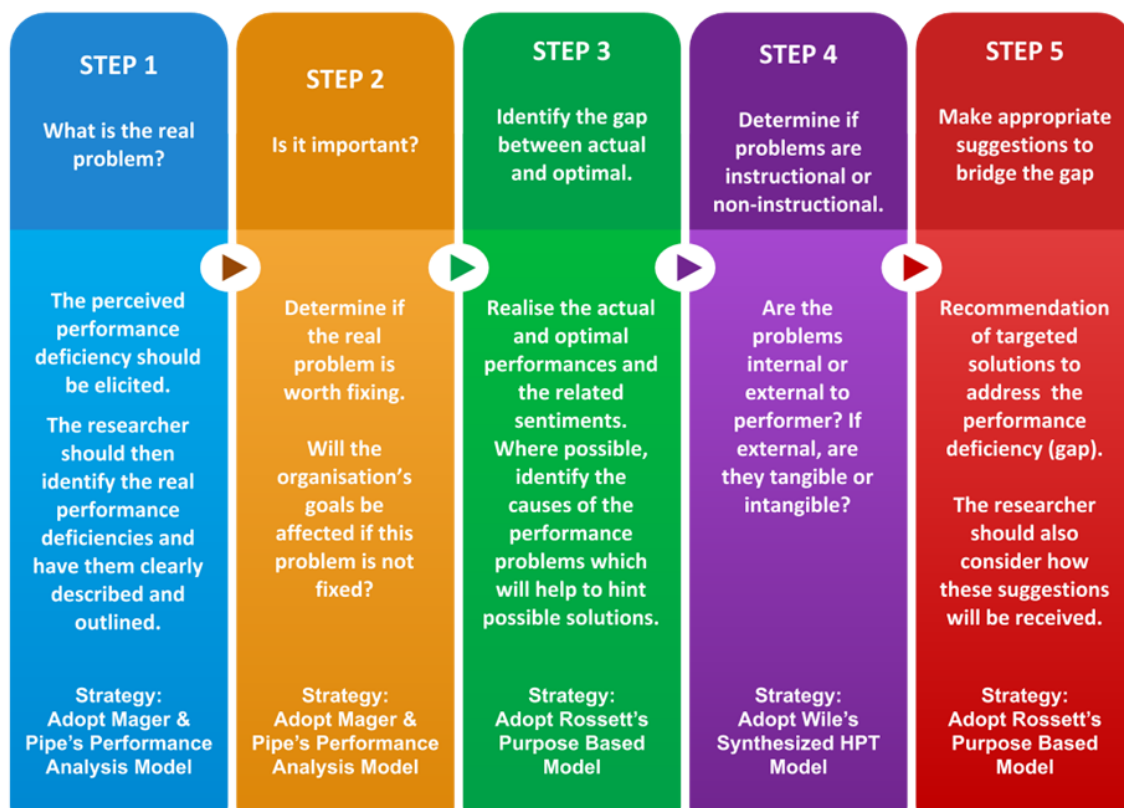 STEP 1
What is the real
problem?
The perceived
performance
deficiency should
be elicited.
The researcher
should then
identify the real
performance
deficiencies and
have them clearly
described and
outlined.
Strategy:
Adopt Mager &
Pipe's Performance
Analysis Model
STEP 2
Is it important?
Determine if
the real
problem is
worth fixing.
Will the
organisation's
goals be
affected if this
problem is not
fixed?
Strategy:
Adopt Mager &
Pipe's Performance
Analysis Model
STEP 3
Identify the gap
between actual
and optimal.
Realise the actual
and optimal
performances and
the related
sentiments.
Where possible,
identify the
causes of the
performance
problems which
will help to hint
possible solutions.
Strategy:
Adopt Rossett's
Purpose Based
Model
STEP 4
Determine if
problems are
instructional or
non-instructional.
Are the
problems
internal or
external to
performer? If
external, are
they tangible or
intangible?
Strategy:
Adopt Wile's
Synthesized HPT
Model
STEP 5
Make appropriate
suggestions to
bridge the gap
Recommendation
of targeted
solutions to
address the
performance
deficiency (gap).
The researcher
should also
consider how
these suggestions
will be received.
Strategy:
Adopt Rossett's
Purpose Based
Model